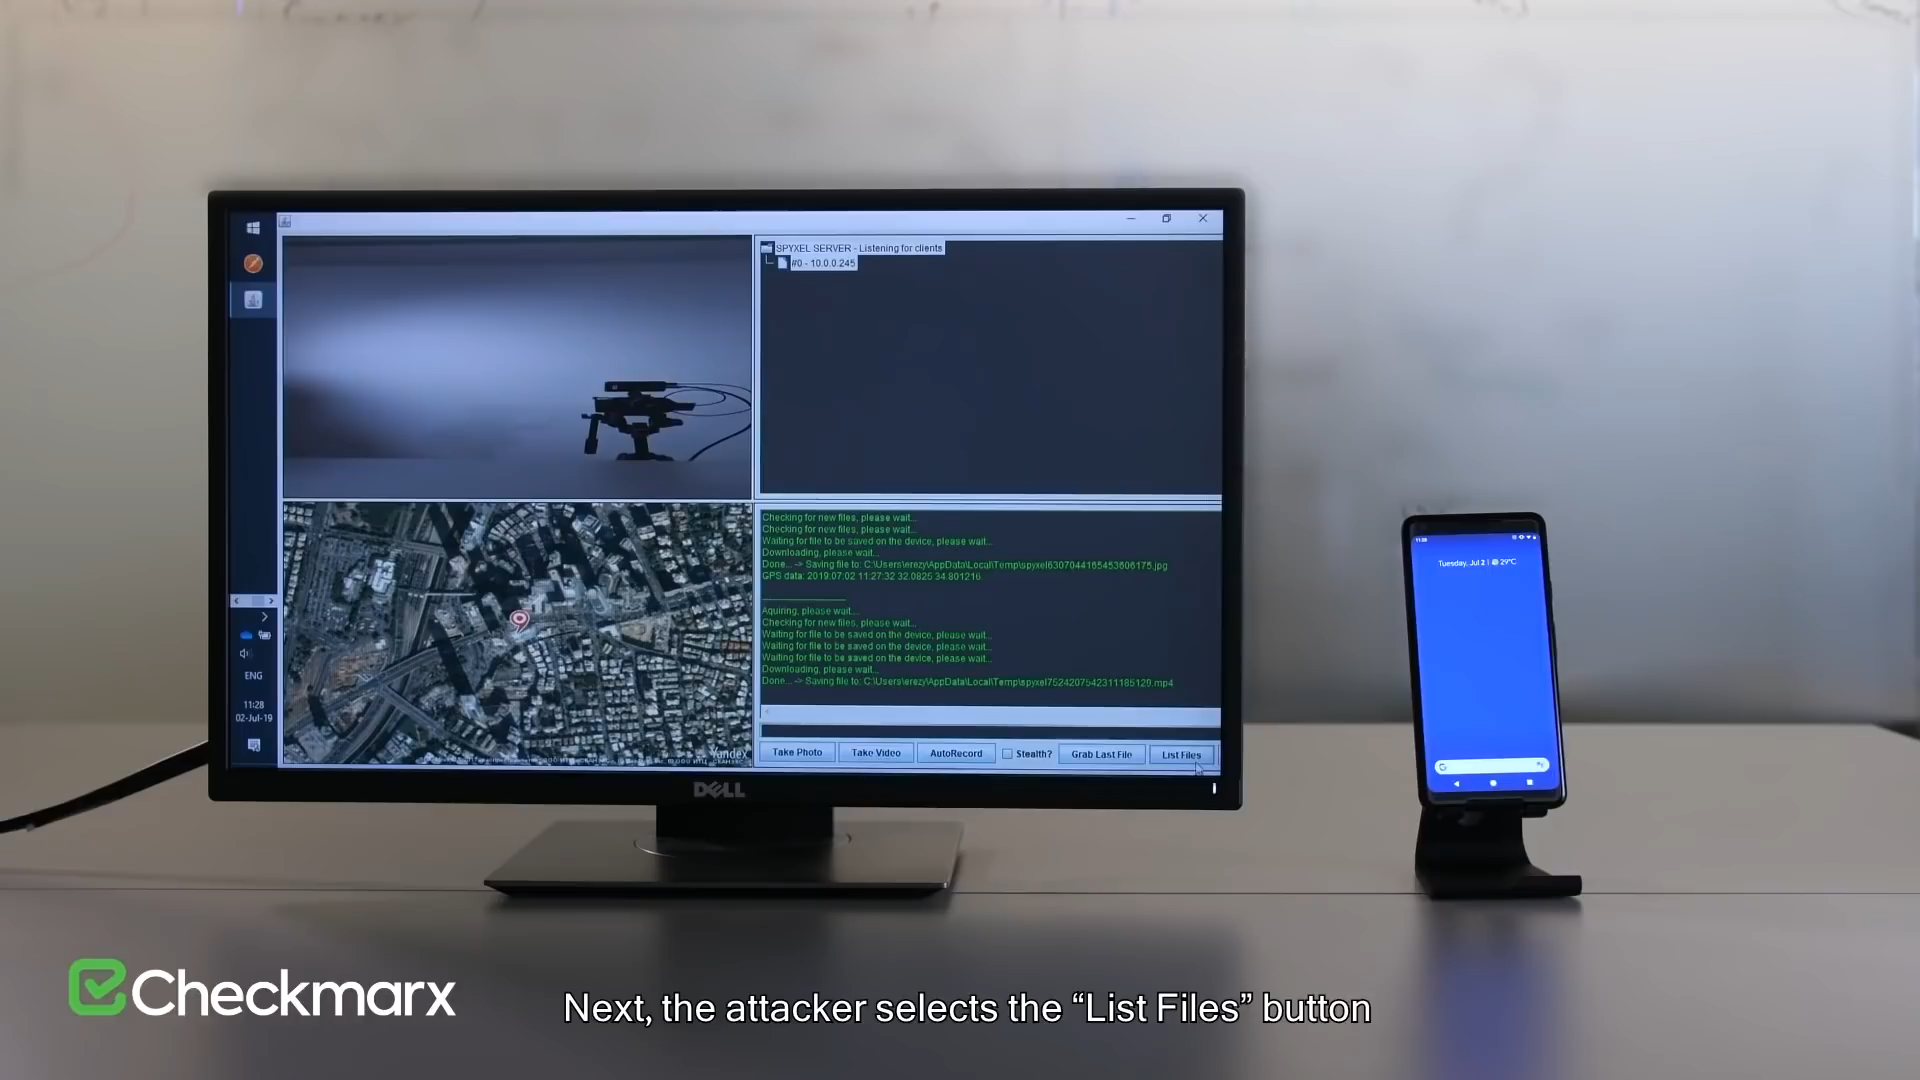 SPYXEL SERVER - Listening for clients
#0 - 10.0.0.245
Checking for new files, please wait...
Checking for new files, please wait...
Waiting for file to be saved on the device, please wait...
Downloading, please wait...
Done... -> Saving file to: C:\Users\erezy\AppData\Local\Temp\spyxel6307044165453606175.jpg
GPS data: 2019:07:02 11:27:32 32.0825 34.801216
Aquiring, please wait...
Checking for new files, please wait...
Waiting for file to be saved on the device, please wait...
Waiting for file to be saved on the device, please wait...
Waiting for file to be saved on the device, please wait...
Downloading, please wait...
Done... -> Saving file to: C:\Users\erezy\AppData\Local\Temp\spyxel7524207542311185129.mp4
Take Photo Take Video AutoRecord Stealth? Grab Last File List Files
Yandex
ENG
11:28
02-Jul-19
DELL
Tuesday, Jul 2 | 29°C
Checkmarx
Next, the attacker selects the “List Files” button